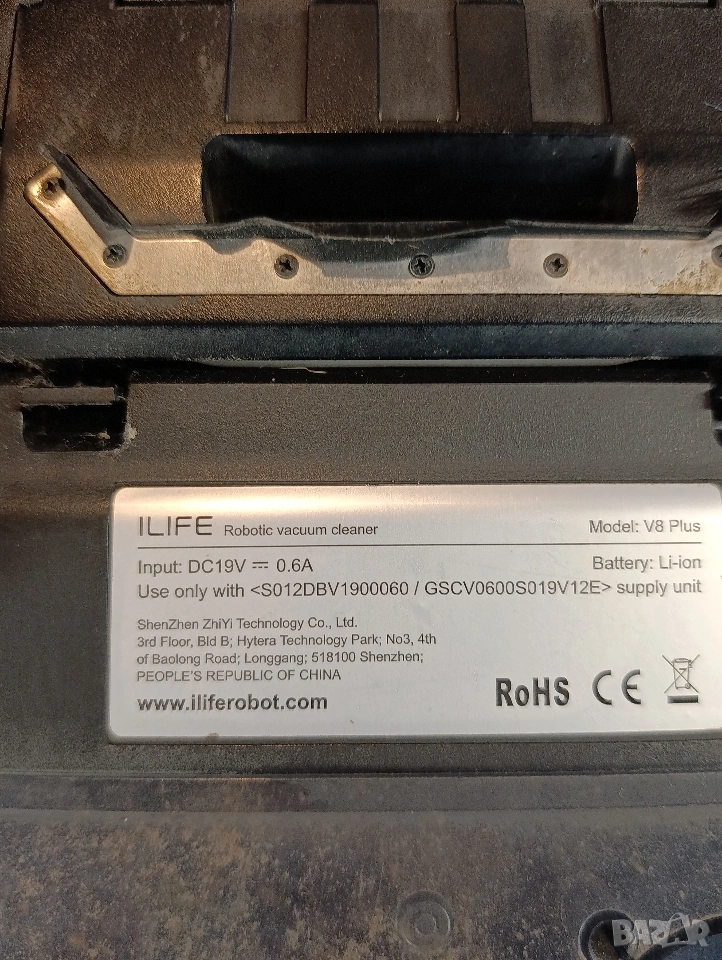 ILIFE Robotic vacuum cleaner Model: V8 Plus
Input: DC19V ⎓ 0.6A Battery: Li-ion
Use only with <S012DBV1900060 / GSCV0600S019V12E> supply unit
ShenZhen ZhiYi Technology Co., Ltd.
3rd Floor, Bld B; Hytera Technology Park; No3, 4th
of Baolong Road; Longgang; 518100 Shenzhen;
PEOPLE'S REPUBLIC OF CHINA
www.iliferobot.com
RoHS CE
BAZAR